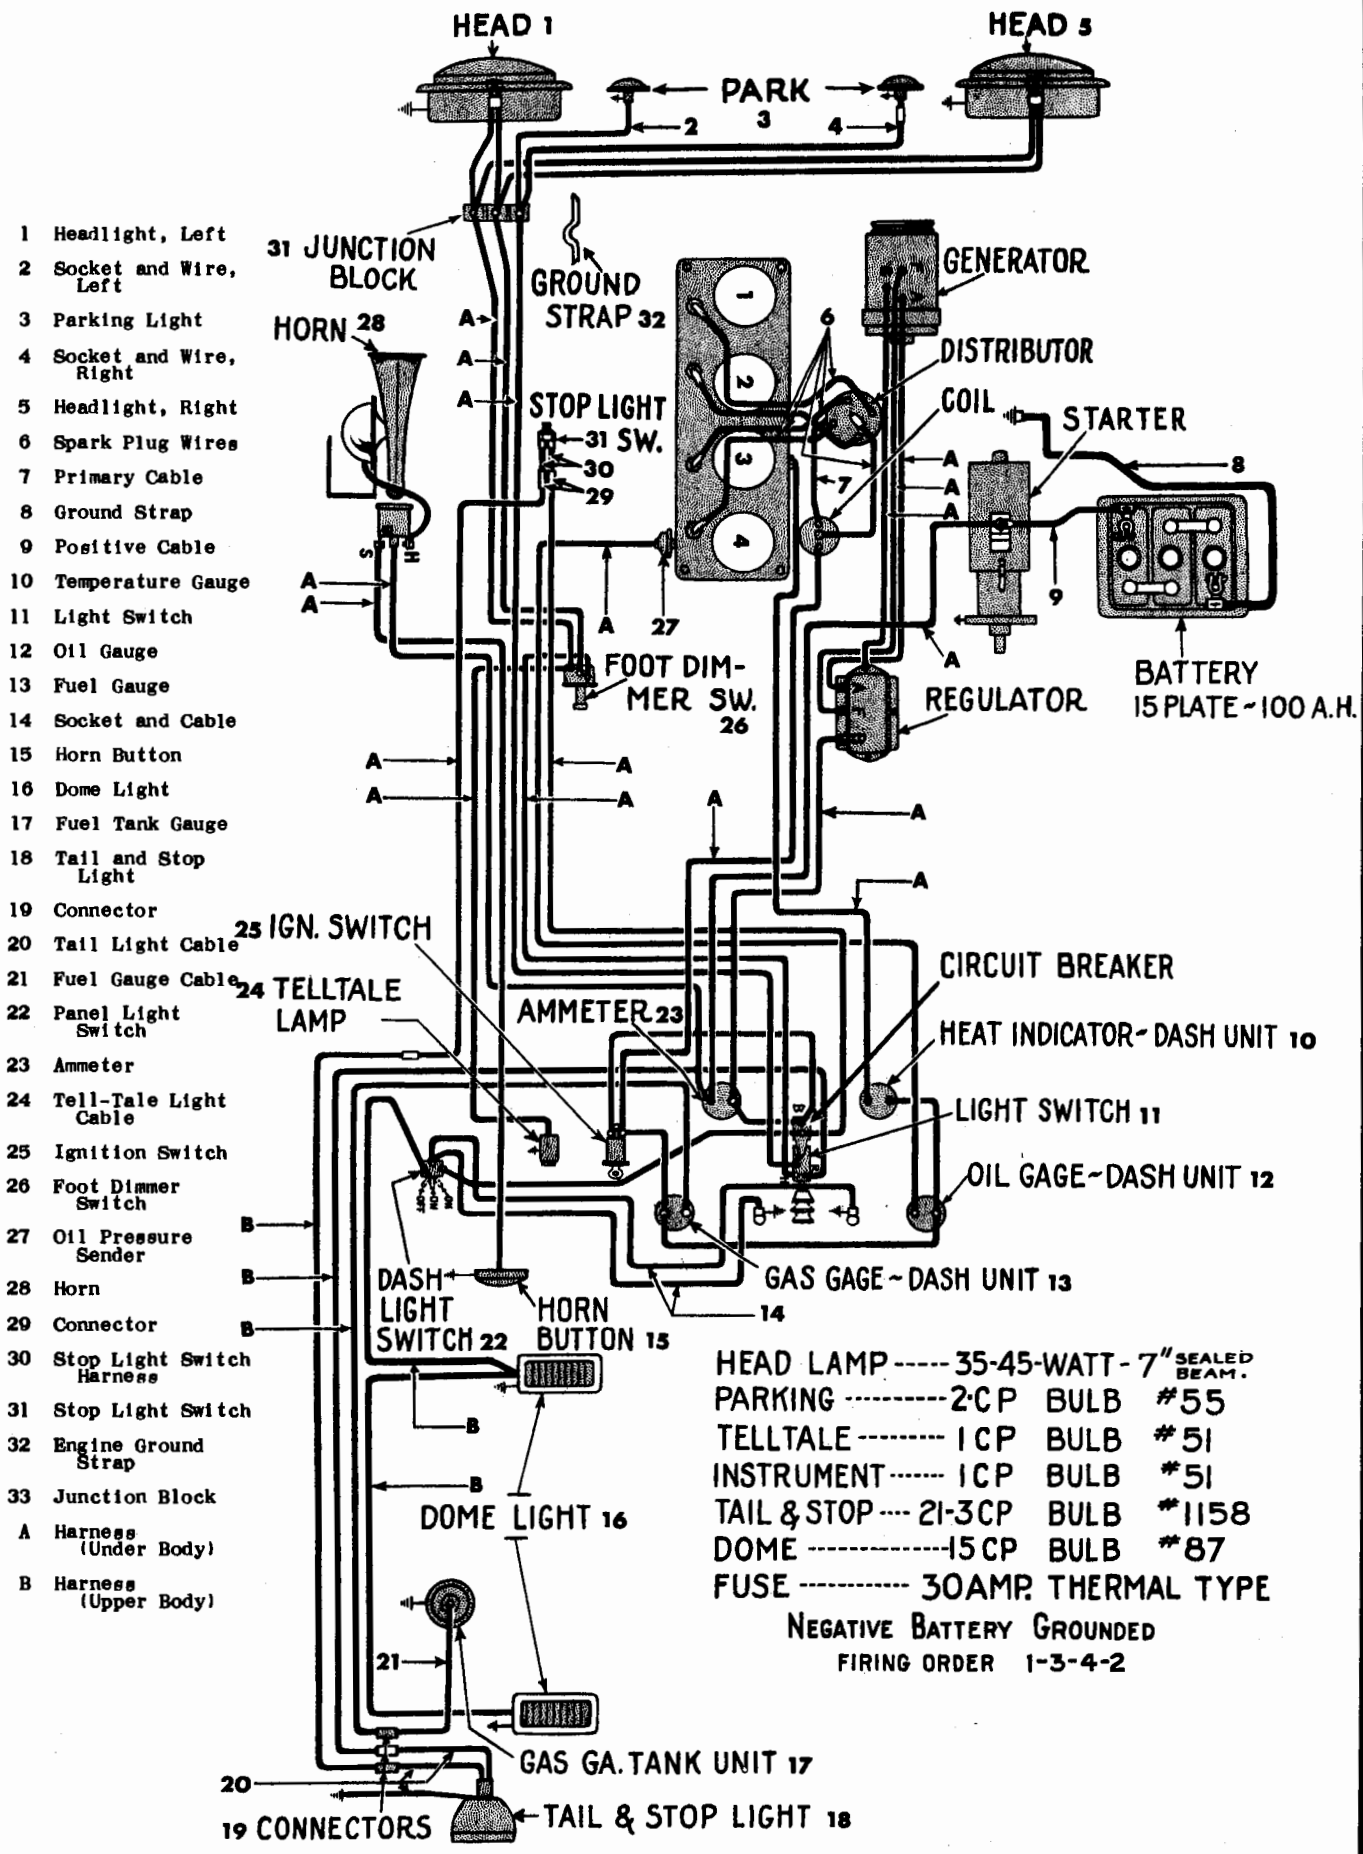 HEAD 1
HEAD 5
PARK
3
2
4
1 Headlight, Left
2 Socket and Wire,
Left
3 Parking Light
4 Socket and Wire,
Right
5 Headlight, Right
6 Spark Plug Wires
7 Primary Cable
8 Ground Strap
9 Positive Cable
10 Temperature Gauge
11 Light Switch
12 Oil Gauge
13 Fuel Gauge
14 Socket and Cable
15 Horn Button
16 Dome Light
17 Fuel Tank Gauge
18 Tail and Stop
Light
19 Connector
20 Tail Light Cable
21 Fuel Gauge Cable
22 Panel Light
Switch
23 Ammeter
24 Tell-Tale Light
Cable
25 Ignition Switch
26 Foot Dimmer
Switch
27 Oil Pressure
Sender
28 Horn
29 Connector
30 Stop Light Switch
Harness
31 Stop Light Switch
32 Engine Ground
Strap
33 Junction Block
A Harness
(Under Body)
B Harness
(Upper Body)
31 JUNCTION
BLOCK
GROUND
STRAP 32
HORN 28
A
A
A
STOP LIGHT
SW.
31
30
29
S
H
A
A
1
2
3
4
6
7
GENERATOR
F
A
DISTRIBUTOR
COIL
STARTER
8
A
A
A
9
A
27
A
FOOT DIM-
MER SW.
26
A
F
B
REGULATOR
BATTERY
15 PLATE~100 A.H.
A
A
A
A
A
A
A
25 IGN. SWITCH
24 TELLTALE
LAMP
AMMETER 23
CIRCUIT BREAKER
HEAT INDICATOR~DASH UNIT 10
B
LIGHT SWITCH 11
OIL GAGE~DASH UNIT 12
OFF
ON
ON
B
B
B
DASH
LIGHT
SWITCH 22
HORN
BUTTON 15
GAS GAGE~DASH UNIT 13
14
B
B
DOME LIGHT 16
HEAD LAMP ----- 35-45-WATT- 7" SEALED
BEAM.
PARKING ---------- 2·CP BULB #55
TELLTALE --------- 1 CP BULB #51
INSTRUMENT------- 1CP BULB #51
TAIL & STOP ---- 21-3CP BULB #1158
DOME --------------15CP BULB #87
FUSE ----------- 30AMP. THERMAL TYPE
NEGATIVE BATTERY GROUNDED
FIRING ORDER 1-3-4-2
21
GAS GA. TANK UNIT 17
20
19 CONNECTORS
TAIL & STOP LIGHT 18